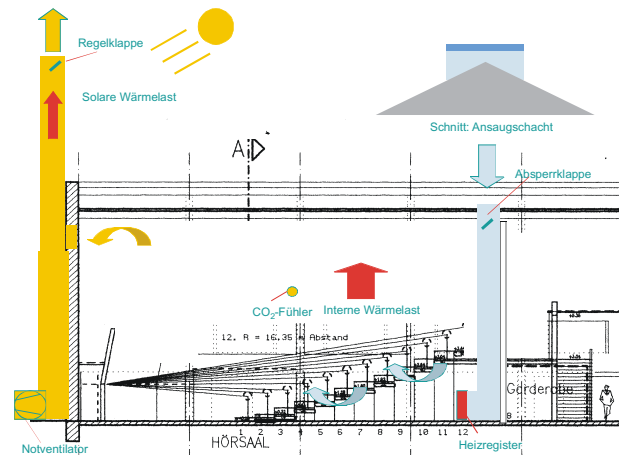 Regelklappe
Solare Wärmelast
Schnitt: Ansaugschacht
A
Absperrklappe
CO₂-Fühler
Interne Wärmelast
12. R = 16.35 m Abstand
Garderobe
8
1 2 3 4 5 6 7 8 9 10 11 12
HÖRSAAL
Notventilator
Heizregister